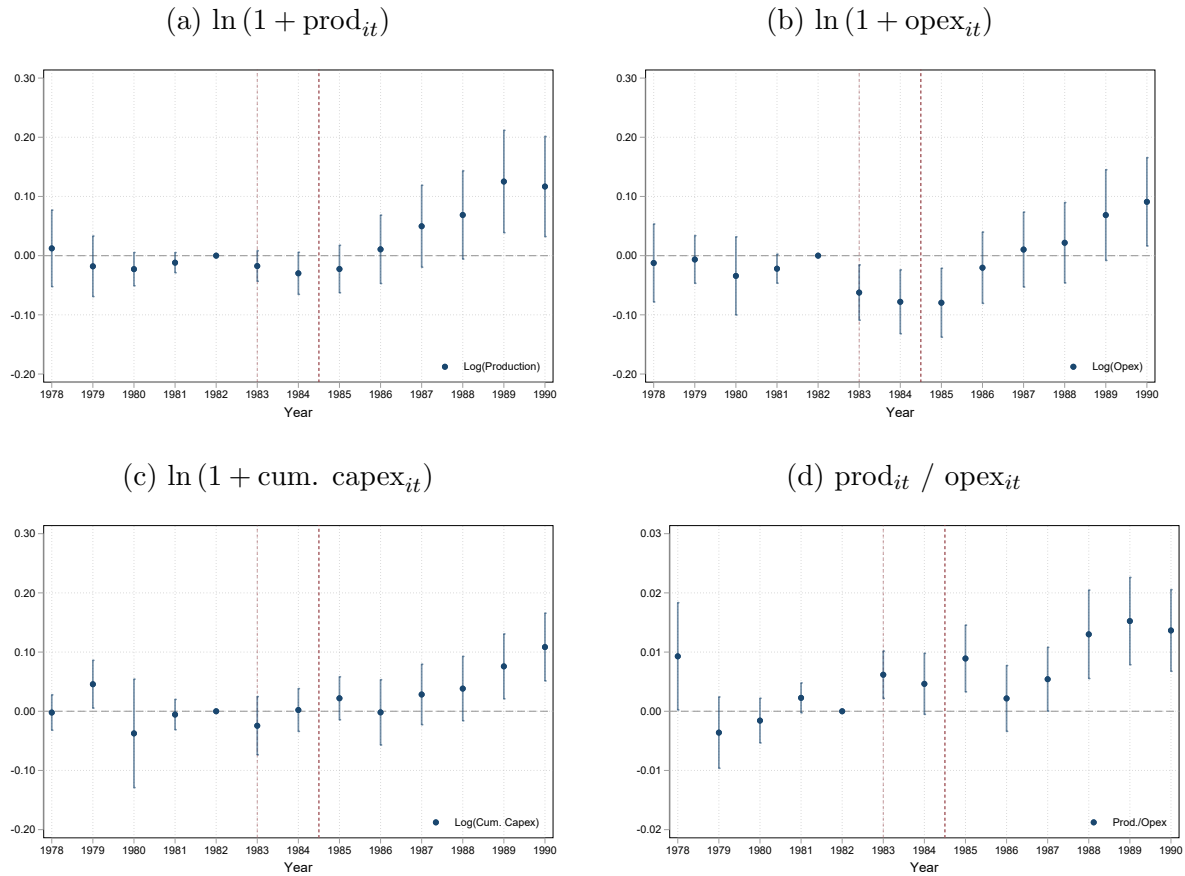 (a) ln (1 + prod_it)
(b) ln (1 + opex_it)
0.30
0.20
0.10
0.00
-0.10
-0.20
Log(Production)
1978 1979 1980 1981 1982 1983 1984 1985 1986 1987 1988 1989 1990
Year
0.30
0.20
0.10
0.00
-0.10
-0.20
Log(Opex)
1978 1979 1980 1981 1982 1983 1984 1985 1986 1987 1988 1989 1990
Year
(c) ln (1 + cum. capex_it)
(d) prod_it / opex_it
0.30
0.20
0.10
0.00
-0.10
-0.20
Log(Cum. Capex)
1978 1979 1980 1981 1982 1983 1984 1985 1986 1987 1988 1989 1990
Year
0.03
0.02
0.01
0.00
-0.01
-0.02
Prod./Opex
1978 1979 1980 1981 1982 1983 1984 1985 1986 1987 1988 1989 1990
Year